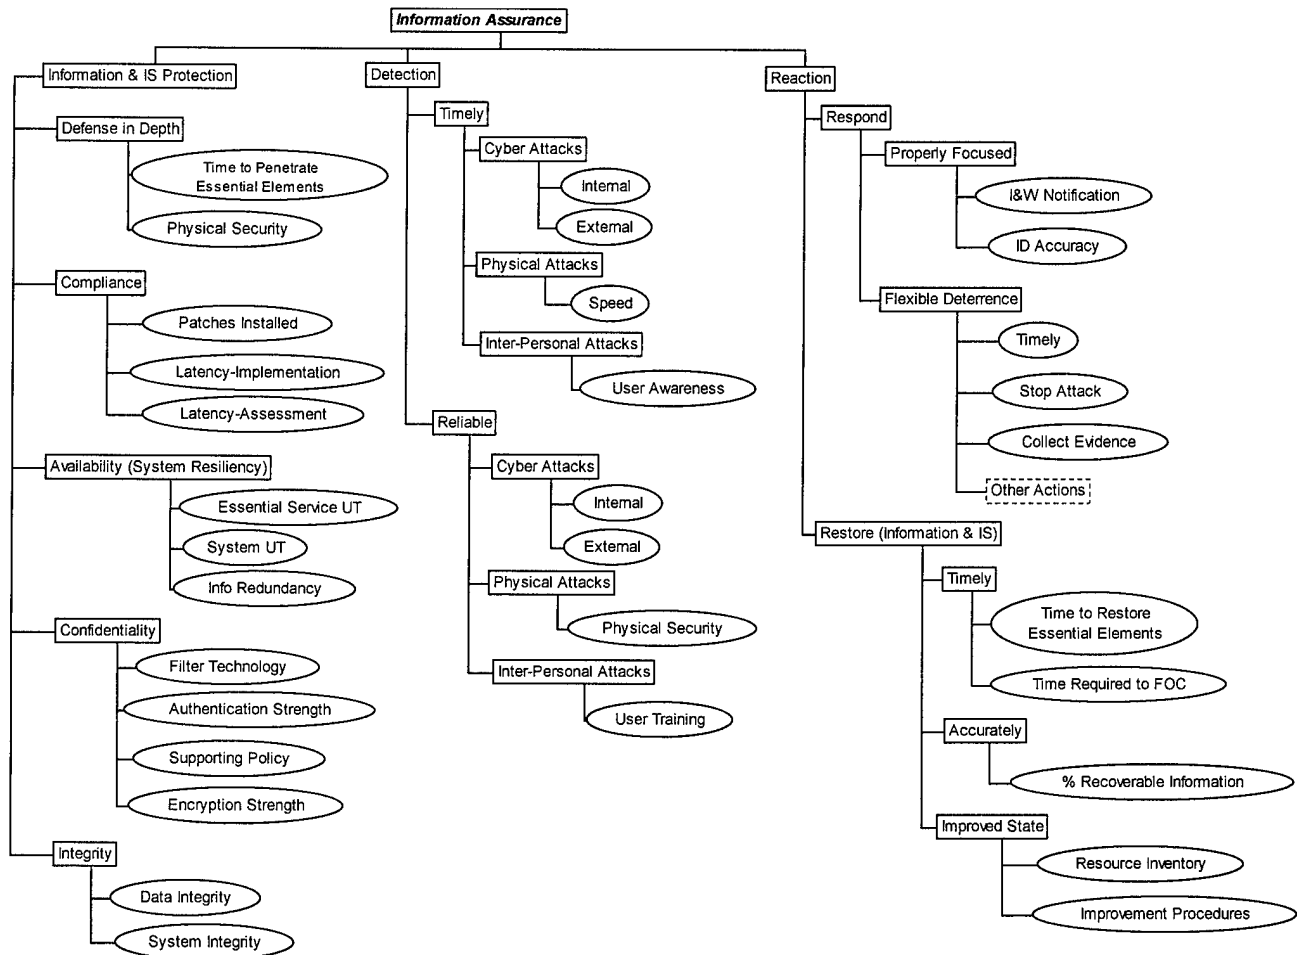 Information Assurance
Information & IS Protection
Defense in Depth
Time to Penetrate
Essential Elements
Physical Security
Compliance
Patches Installed
Latency-Implementation
Latency-Assessment
Availability (System Resiliency)
Essential Service UT
System UT
Info Redundancy
Confidentiality
Filter Technology
Authentication Strength
Supporting Policy
Encryption Strength
Integrity
Data Integrity
System Integrity
Detection
Timely
Cyber Attacks
Internal
External
Physical Attacks
Speed
Inter-Personal Attacks
User Awareness
Reliable
Cyber Attacks
Internal
External
Physical Attacks
Physical Security
Inter-Personal Attacks
User Training
Reaction
Respond
Properly Focused
I&W Notification
ID Accuracy
Flexible Deterrence
Timely
Stop Attack
Collect Evidence
Other Actions
Restore (Information & IS)
Timely
Time to Restore
Essential Elements
Time Required to FOC
Accurately
% Recoverable Information
Improved State
Resource Inventory
Improvement Procedures